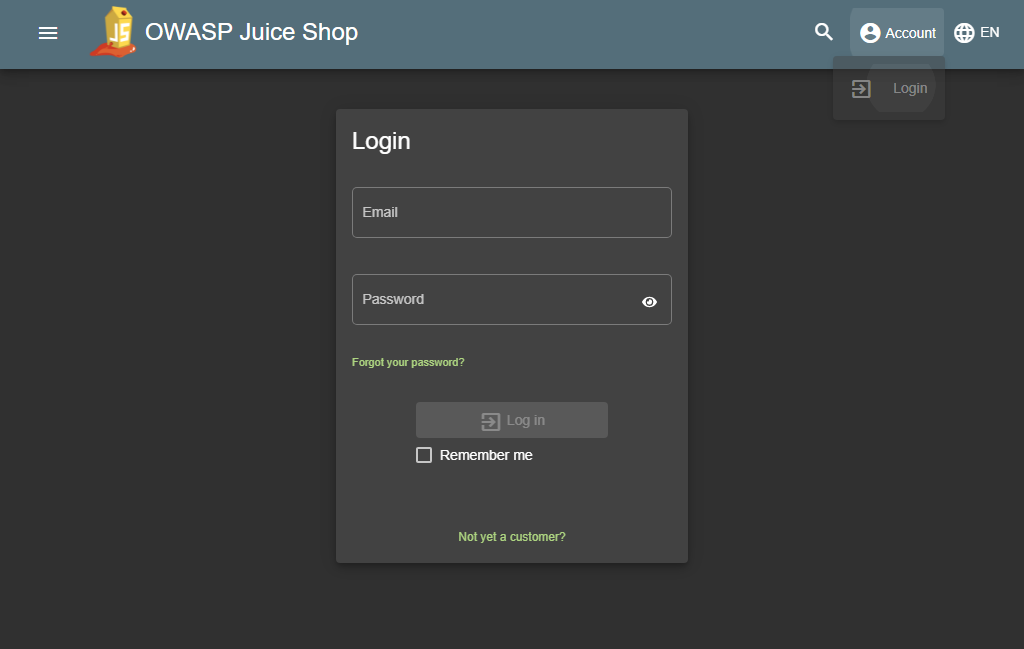 JS
OWASP Juice Shop
Account
EN
Login
Login
Email
Password
Forgot your password?
Log in
Remember me
Not yet a customer?